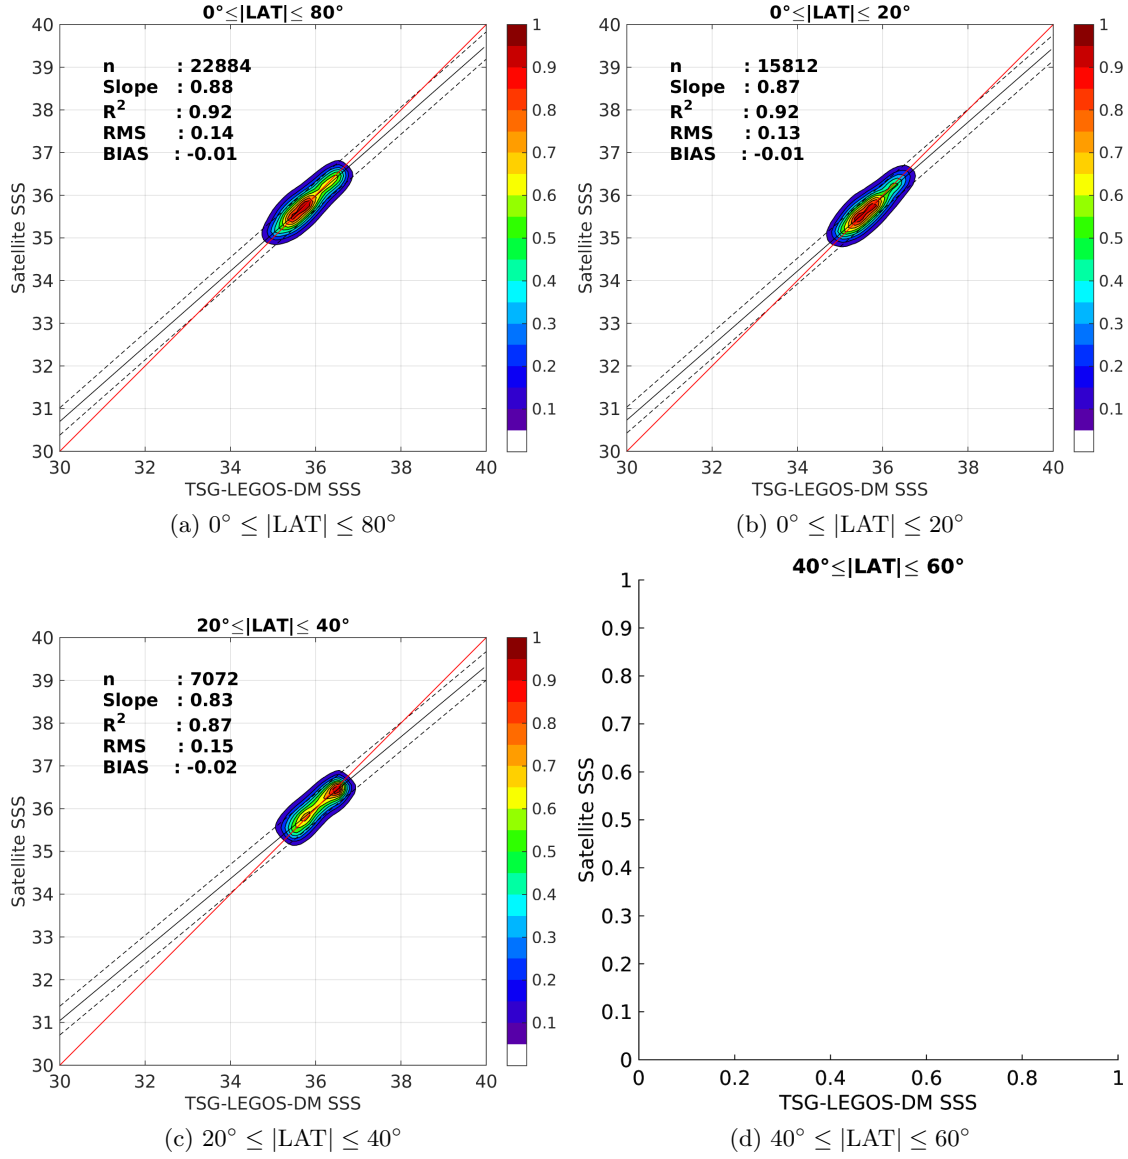 0°≤|LAT|≤ 80°
n : 22884
Slope : 0.88
R2 : 0.92
RMS : 0.14
BIAS : -0.01
40
39
38
37
36
35
34
33
32
31
30
30 32 34 36 38 40
Satellite SSS
TSG-LEGOS-DM SSS
1
0.9
0.8
0.7
0.6
0.5
0.4
0.3
0.2
0.1
(a) 0° ≤ |LAT| ≤ 80°
0°≤|LAT|≤ 20°
n : 15812
Slope : 0.87
R2 : 0.92
RMS : 0.13
BIAS : -0.01
40
39
38
37
36
35
34
33
32
31
30
30 32 34 36 38 40
Satellite SSS
TSG-LEGOS-DM SSS
1
0.9
0.8
0.7
0.6
0.5
0.4
0.3
0.2
0.1
(b) 0° ≤ |LAT| ≤ 20°
20°≤|LAT|≤ 40°
n : 7072
Slope : 0.83
R2 : 0.87
RMS : 0.15
BIAS : -0.02
40
39
38
37
36
35
34
33
32
31
30
30 32 34 36 38 40
Satellite SSS
TSG-LEGOS-DM SSS
1
0.9
0.8
0.7
0.6
0.5
0.4
0.3
0.2
0.1
(c) 20° ≤ |LAT| ≤ 40°
40°≤|LAT|≤ 60°
1
0.9
0.8
0.7
0.6
0.5
0.4
0.3
0.2
0.1
0
0 0.2 0.4 0.6 0.8 1
Satellite SSS
TSG-LEGOS-DM SSS
(d) 40° ≤ |LAT| ≤ 60°